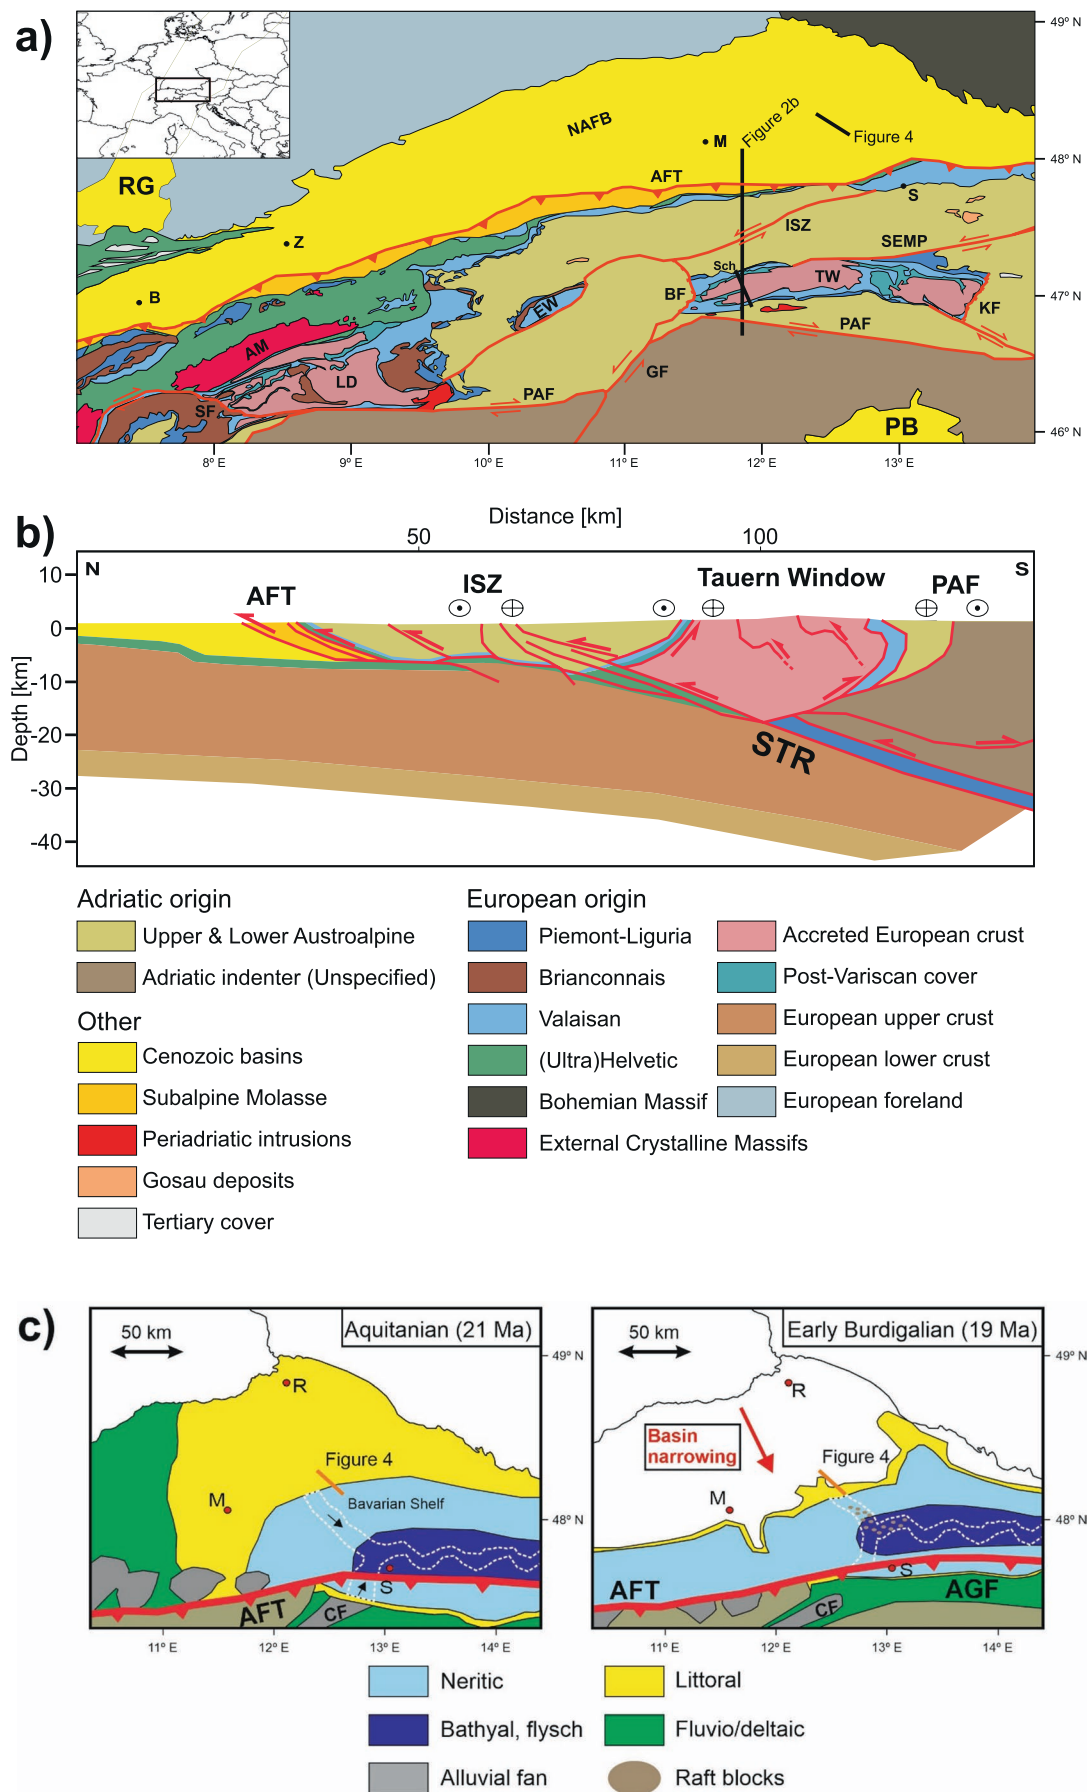 a)
49° N
NAFB
M
Figure 2b
Figure 4
48° N
RG
AFT
S
Z
ISZ
SEMP
Sch
B
EW
BF
TW
KF
47° N
AM
PAF
LD
GF
SF
PAF
PB
46° N
8° E
9° E
10° E
11° E
12° E
13° E
b)
Distance [km]
50
100
N
S
10
AFT
ISZ
Tauern Window
PAF
0
Depth [km]
-10
-20
STR
-30
-40
Adriatic origin
Upper & Lower Austroalpine
Adriatic indenter (Unspecified)
Other
Cenozoic basins
Subalpine Molasse
Periadriatic intrusions
Gosau deposits
Tertiary cover
European origin
Piemont-Liguria
Brianconnais
Valaisan
(Ultra)Helvetic
Bohemian Massif
External Crystalline Massifs
Accreted European crust
Post-Variscan cover
European upper crust
European lower crust
European foreland
c)
50 km
Aquitanian (21 Ma)
49° N
R
Figure 4
M
Bavarian Shelf
48° N
S
AFT
CF
11° E
12° E
13° E
14° E
50 km
Early Burdigalian (19 Ma)
49° N
R
Basin
narrowing
Figure 4
M
48° N
S
AFT
AGF
CF
11° E
12° E
13° E
14° E
Neritic
Littoral
Bathyal, flysch
Fluvio/deltaic
Alluvial fan
Raft blocks